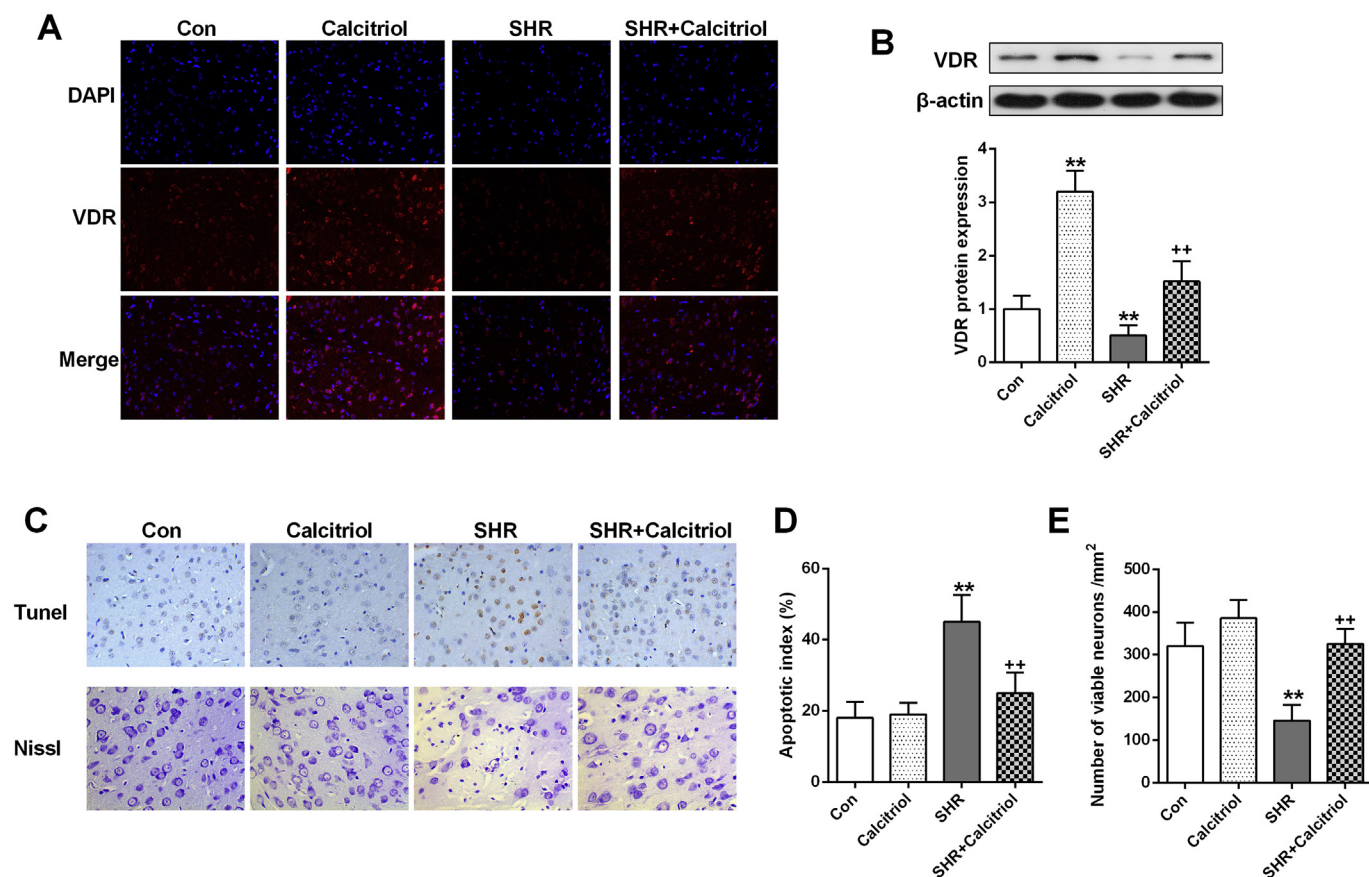 A
Con Calcitriol SHR SHR+Calcitriol
DAPI
VDR
Merge
B
VDR
β-actin
VDR protein expression
4
3
2
1
0
Con Calcitriol SHR SHR+Calcitriol
** ** ++
C
Con Calcitriol SHR SHR+Calcitriol
Tunel
Nissl
D
Apoptotic index (%)
60
40
20
0
** ++
Con Calcitriol SHR SHR+Calcitriol
E
Number of viable neurons /mm²
500
400
300
200
100
0
** ++
Con Calcitriol SHR SHR+Calcitriol